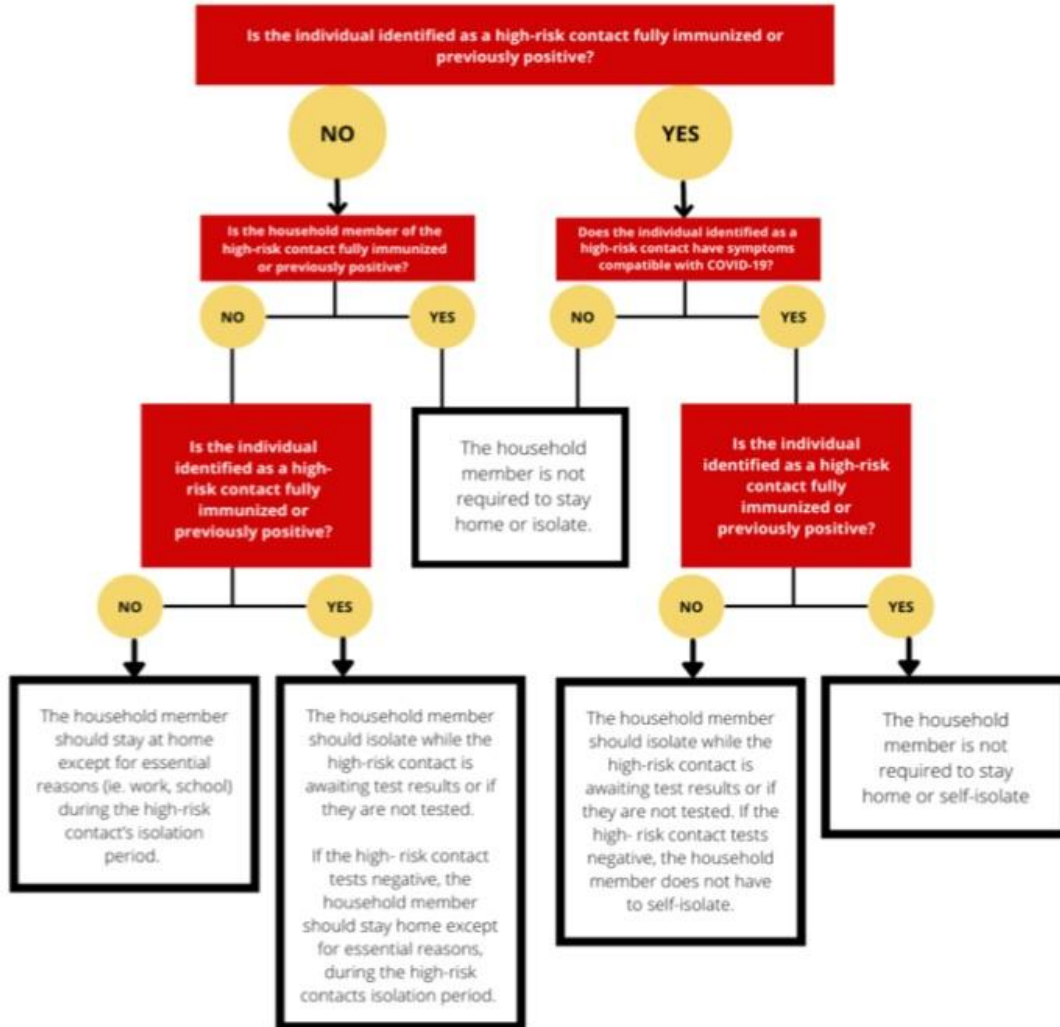 Is the individual identified as a high-risk contact fully immunized or
previously positive?
NO
YES
Is the household member of the
high-risk contact fully immunized
or previously positive?
Does the individual identified as a
high-risk contact have symptoms
compatible with COVID-19?
NO
YES
NO
YES
Is the individual
identified as a high-
risk contact fully
immunized or
previously positive?
The household
member is not
required to stay
home or isolate.
Is the individual
identified as a high-risk
contact fully
immunized or
previously positive?
NO
YES
NO
YES
The household member
should stay at home
except for essential
reasons (ie. work, school)
during the high-risk
contact's isolation
period.
The household member
should isolate while the
high-risk contact is
awaiting test results or if
they are not tested.
If the high- risk contact
tests negative, the
household member
should stay home except
for essential reasons,
during the high-risk
contacts isolation period.
The household member
should isolate while the
high-risk contact is
awaiting test results or if
they are not tested. If the
high- risk contact tests
negative, the household
member does not have
to self-isolate.
The household
member is not
required to stay
home or self-isolate